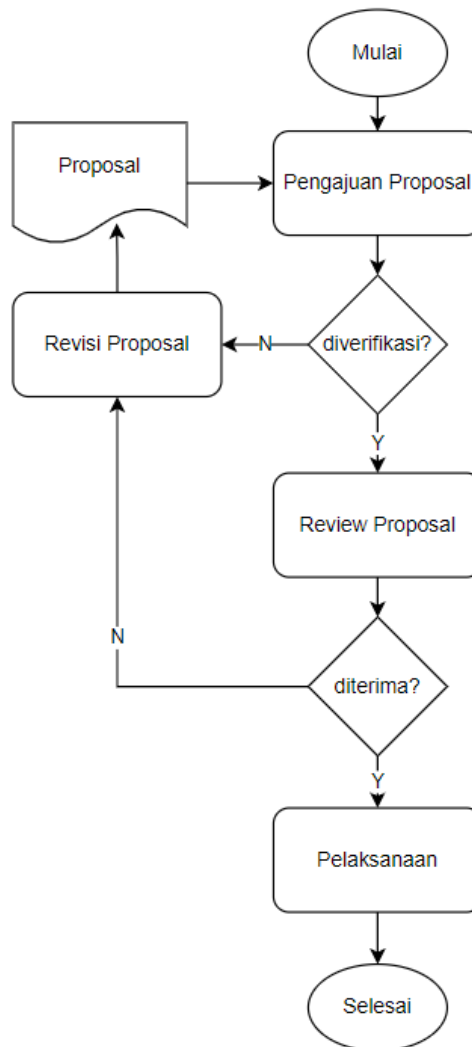 Mulai
Proposal
Pengajuan Proposal
Revisi Proposal
N
diverifikasi?
Y
Review Proposal
N
diterima?
Y
Pelaksanaan
Selesai